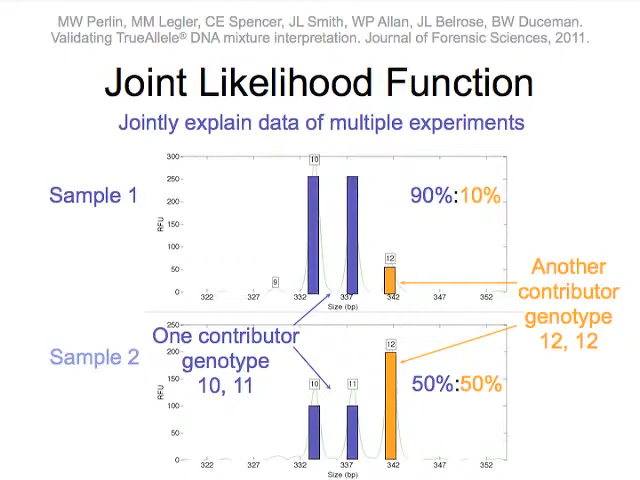 MW Perlin, MM Legler, CE Spencer, JL Smith, WP Allan, JL Belrose, BW Duceman.
Validating TrueAllele® DNA mixture interpretation. Journal of Forensic Sciences, 2011.
Joint Likelihood Function
Jointly explain data of multiple experiments
Sample 1
300
250
200
150
100
50
0
RFU
10
9
12
90%:10%
322
327
332
337
342
347
352
Size (bp)
Another
contributor
genotype
12, 12
One contributor
genotype
10, 11
Sample 2
250
200
150
100
50
0
RFU
10
11
12
50%:50%
322
327
332
337
342
347
352
Size (bp)